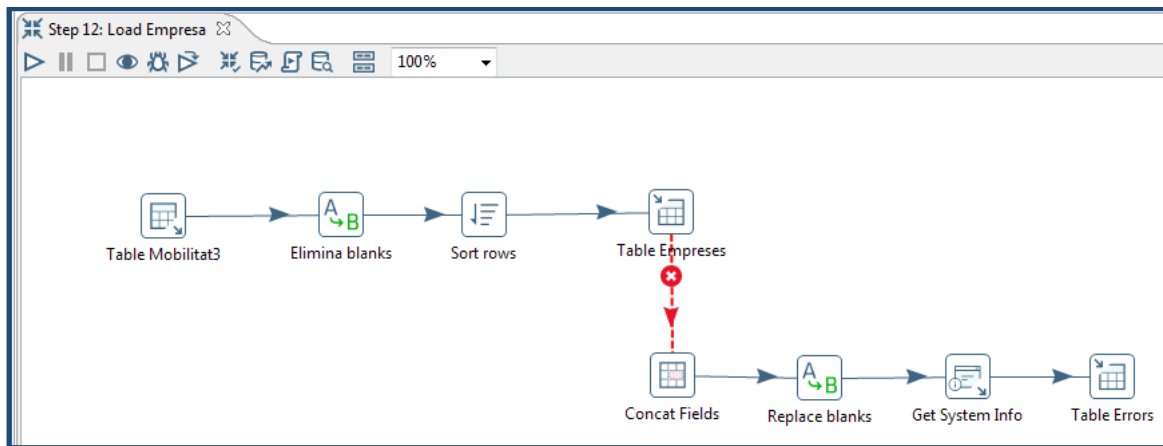 Step 12: Load Empresa
100%
A
B
Table Mobilitat3
Elimina blanks
Sort rows
Table Empreses
A
B
Concat Fields
Replace blanks
Get System Info
Table Errors